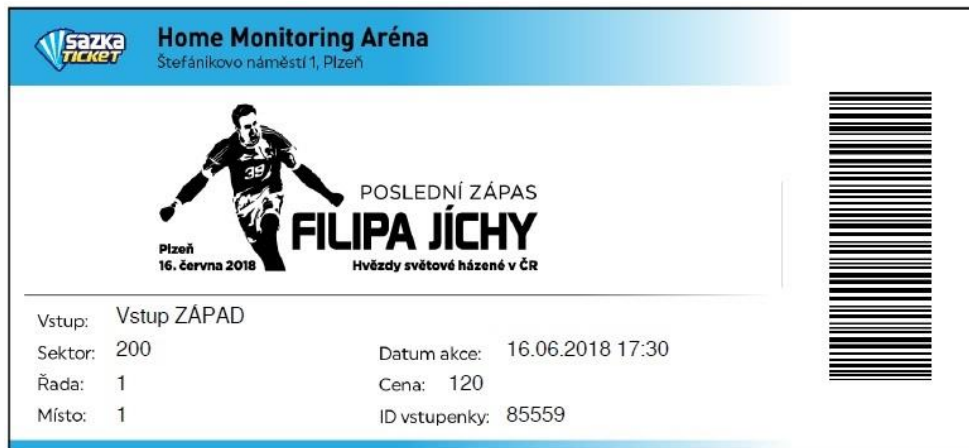 sazka TICKET
Home Monitoring Aréna
Štefánikovo náměstí 1, Plzeň
39
POSLEDNÍ ZÁPAS
FILIPA JÍCHY
Plzeň
16. června 2018
Hvězdy světové házené v ČR
Vstup: Vstup ZÁPAD
Sektor: 200
Datum akce: 16.06.2018 17:30
Řada: 1
Cena: 120
Místo: 1
ID vstupenky: 85559